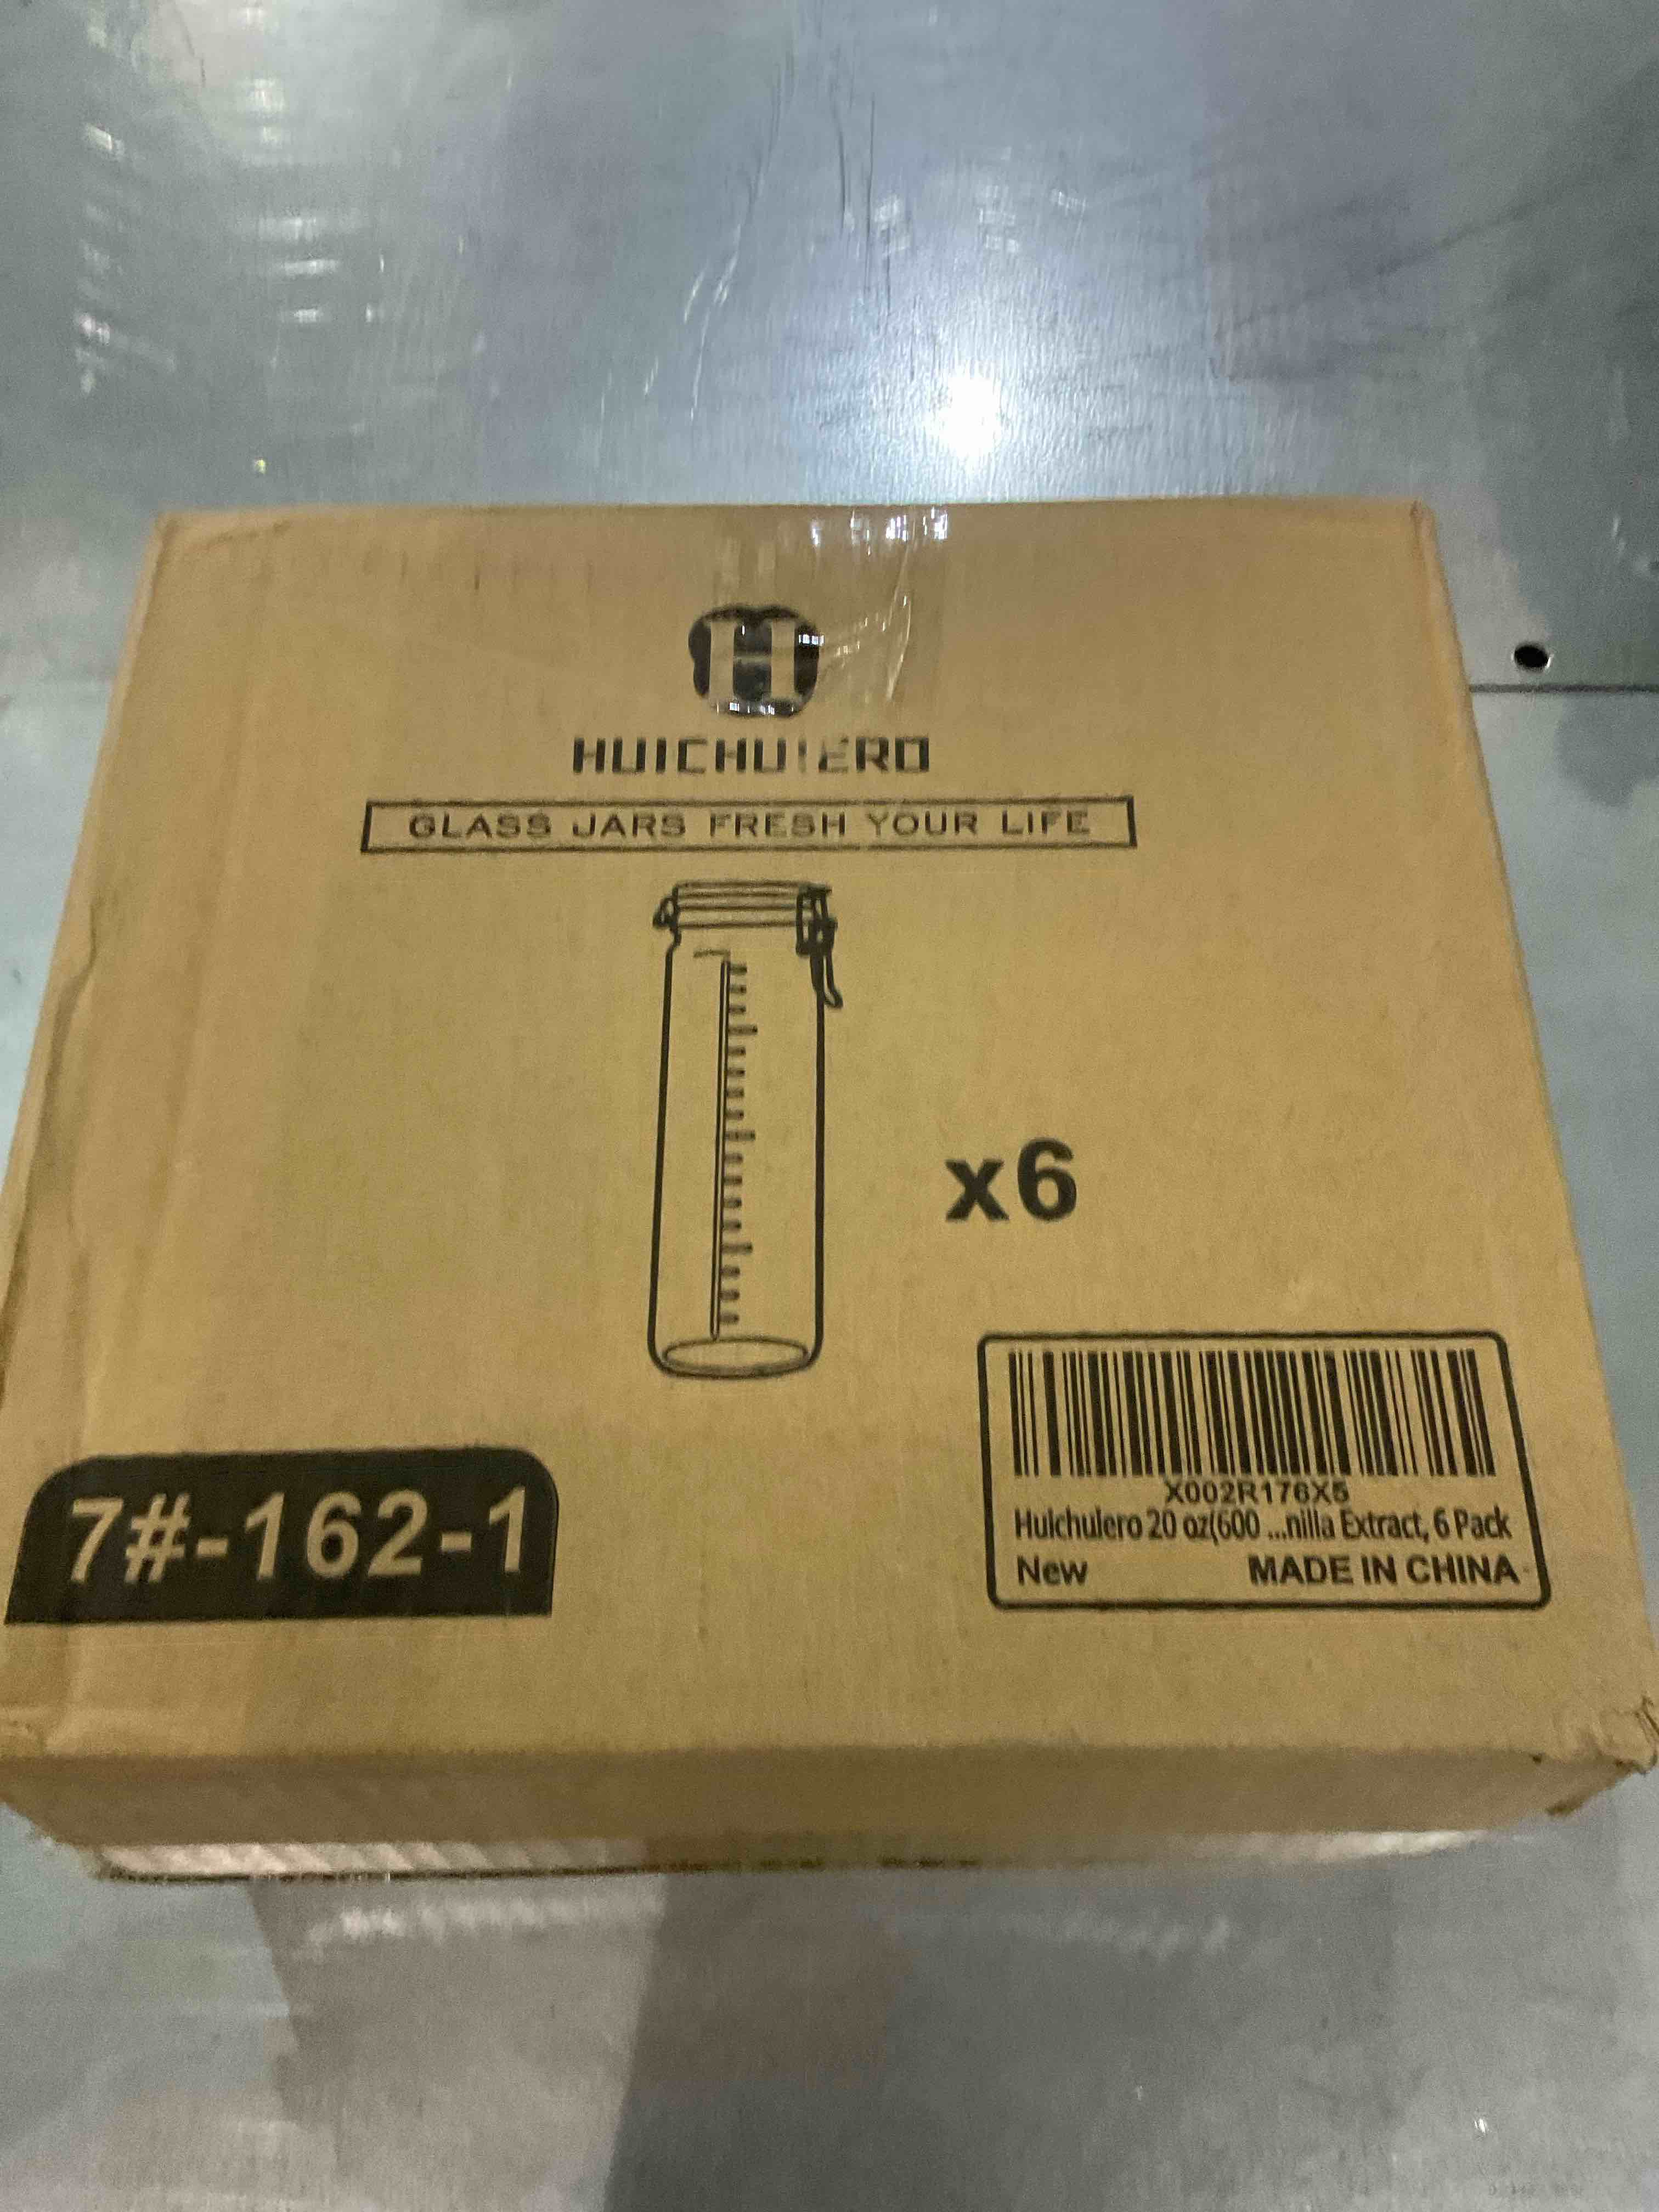 H
HUICHULERO
GLASS JARS FRESH YOUR LIFE
x6
7#-162-1
X002R176X5
Huichulero 20 oz(600 ...nilla Extract, 6 Pack
New MADE IN CHINA